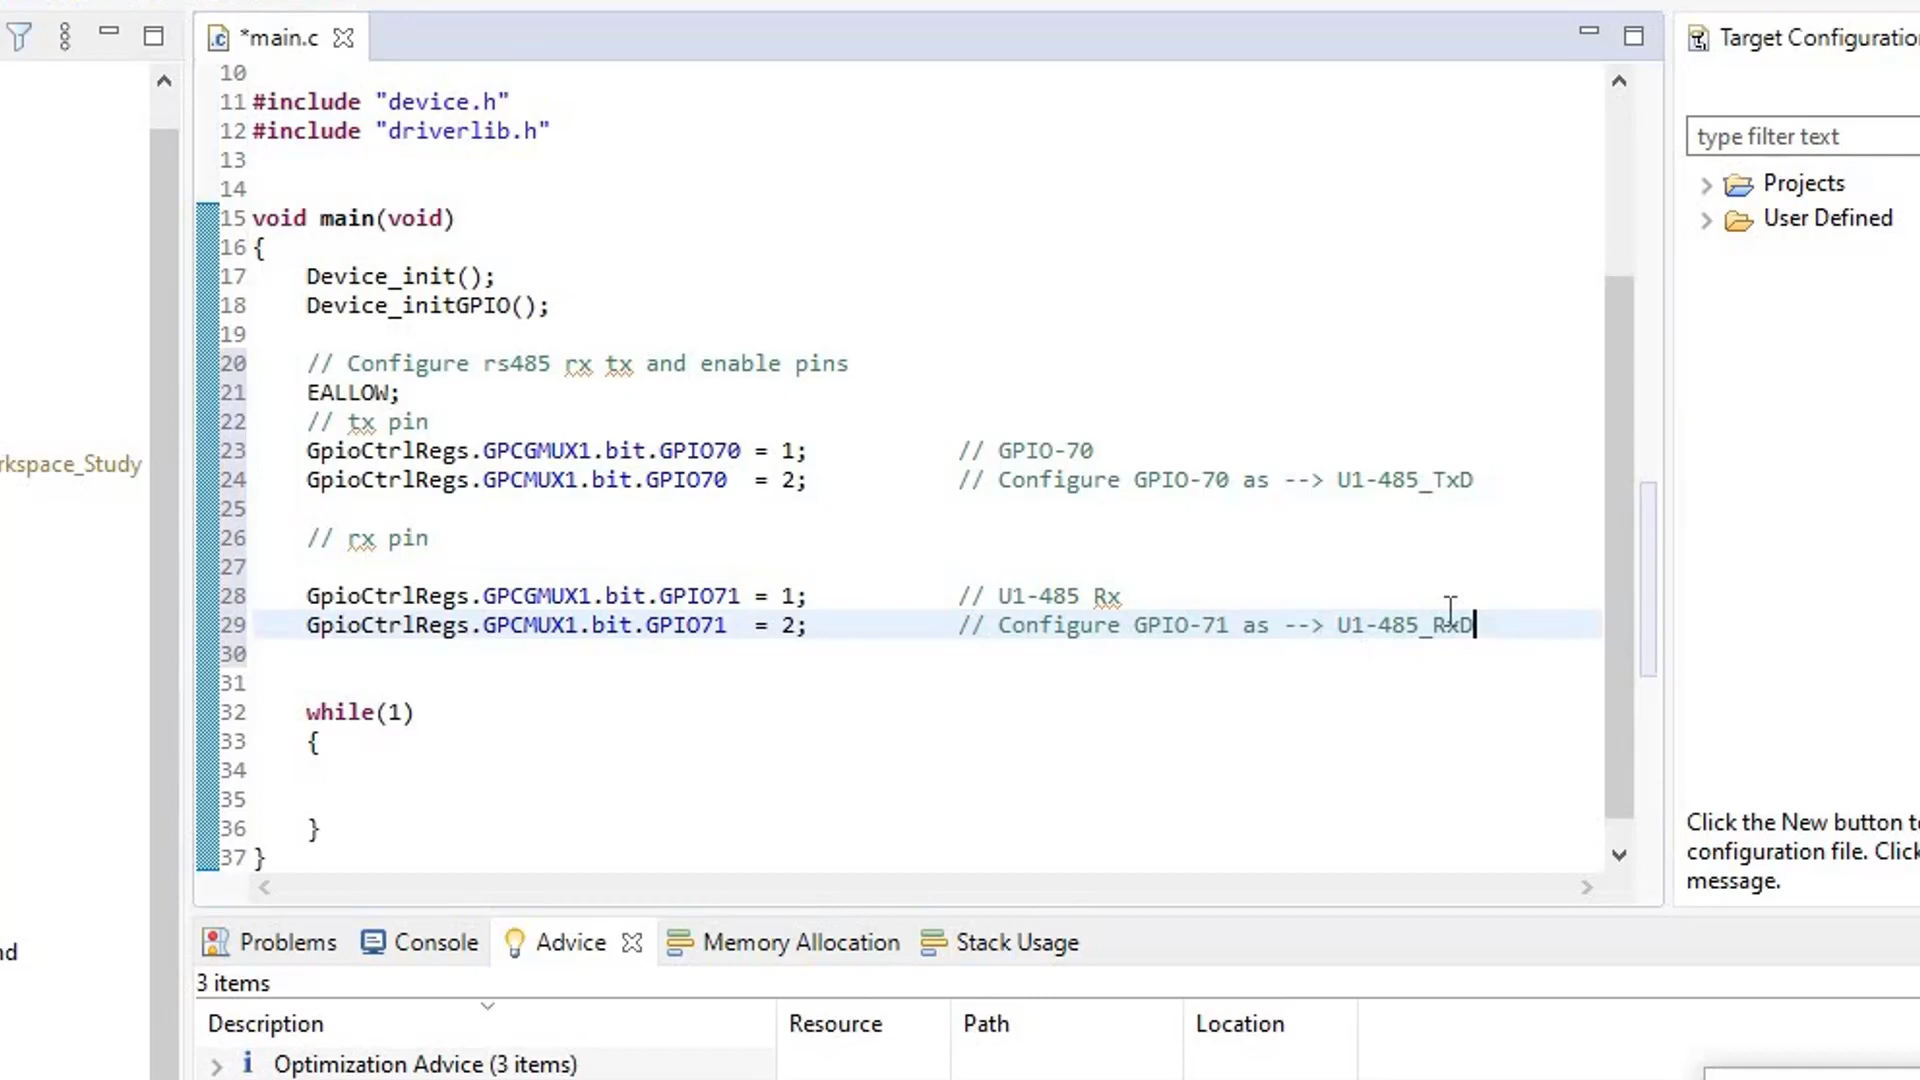 *main.c
Target Configuratio
10
11 #include "device.h"
12 #include "driverlib.h"
13
14
15 void main(void)
16 {
17     Device_init();
18     Device_initGPIO();
19
20     // Configure rs485 rx tx and enable pins
21     EALLOW;
22     // tx pin
23     GpioCtrlRegs.GPCGMUX1.bit.GPIO70 = 1;           // GPIO-70
24     GpioCtrlRegs.GPCMUX1.bit.GPIO70  = 2;           // Configure GPIO-70 as --> U1-485_TxD
25
26     // rx pin
27
28     GpioCtrlRegs.GPCGMUX1.bit.GPIO71 = 1;           // U1-485 Rx
29     GpioCtrlRegs.GPCMUX1.bit.GPIO71  = 2;           // Configure GPIO-71 as --> U1-485_RxD
30
31
32     while(1)
33     {
34
35
36     }
37 }
rkspace_Study
nd
type filter text
Projects
User Defined
Click the New button t
configuration file. Click
message.
Problems Console Advice Memory Allocation Stack Usage
3 items
Description Resource Path Location
i Optimization Advice (3 items)